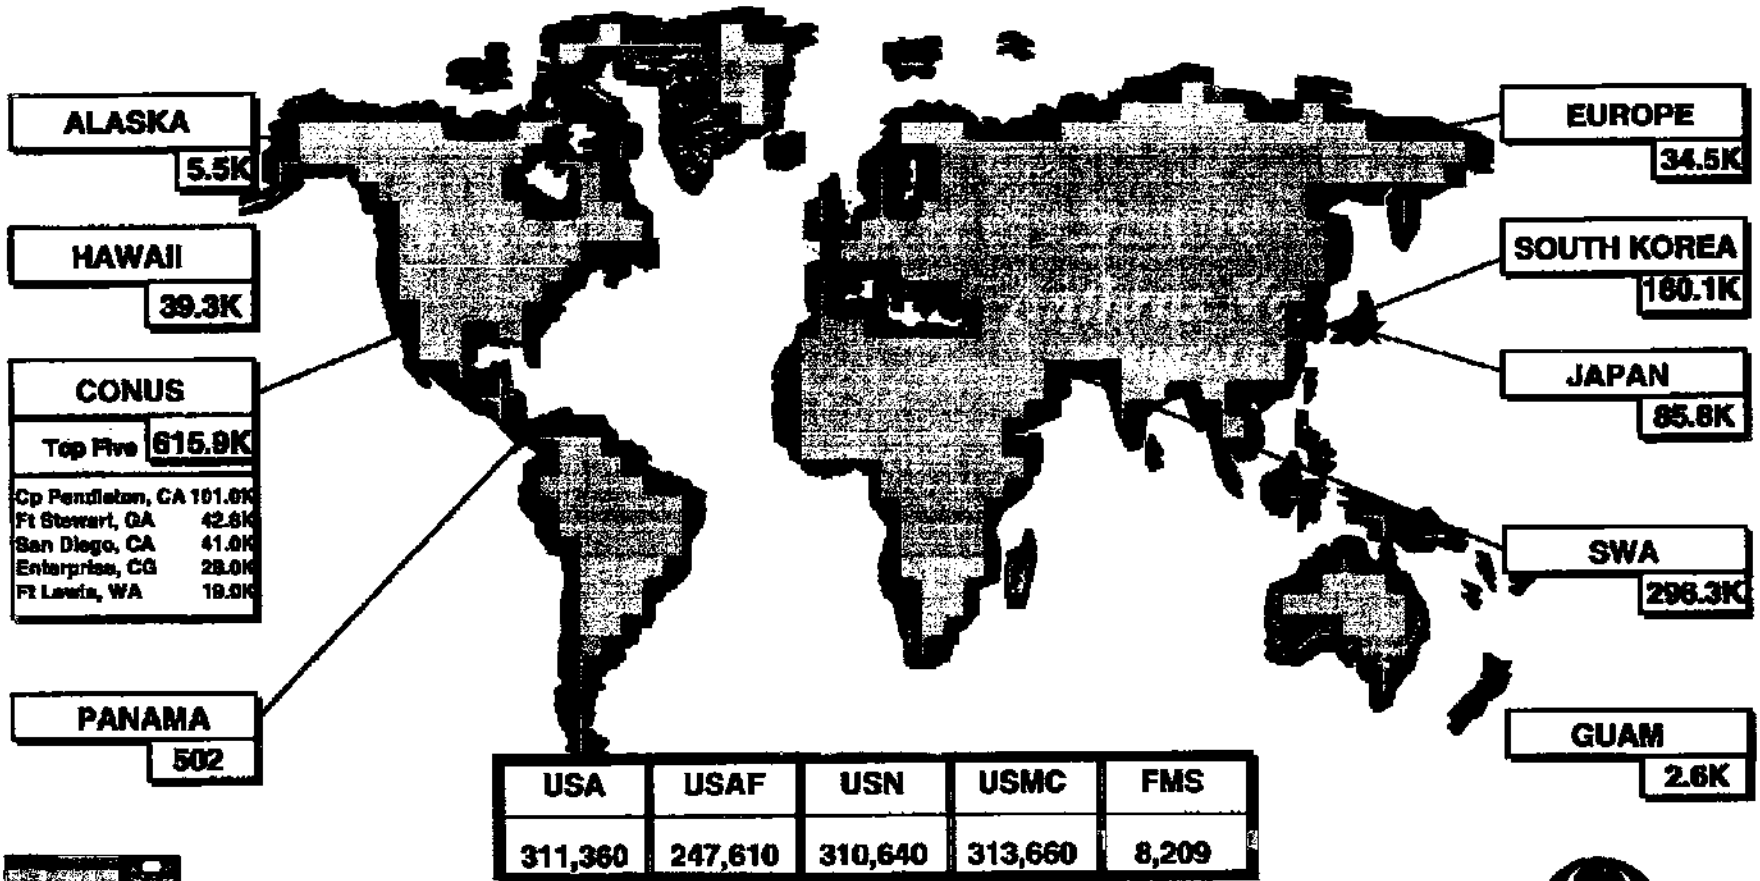 ALASKA
5.5K
HAWAII
39.3K
CONUS
Top Five 615.9K
Cp Pendleton, CA 101.0K
Ft Stewart, GA 42.8K
San Diego, CA 41.0K
Enterprise, CG 28.0K
Ft Lewis, WA 19.0K
PANAMA
502
EUROPE
34.5K
SOUTH KOREA
160.1K
JAPAN
85.8K
SWA
296.3K
GUAM
2.6K
USA USAF USN USMC FMS
311,360 247,610 310,640 313,660 8,209